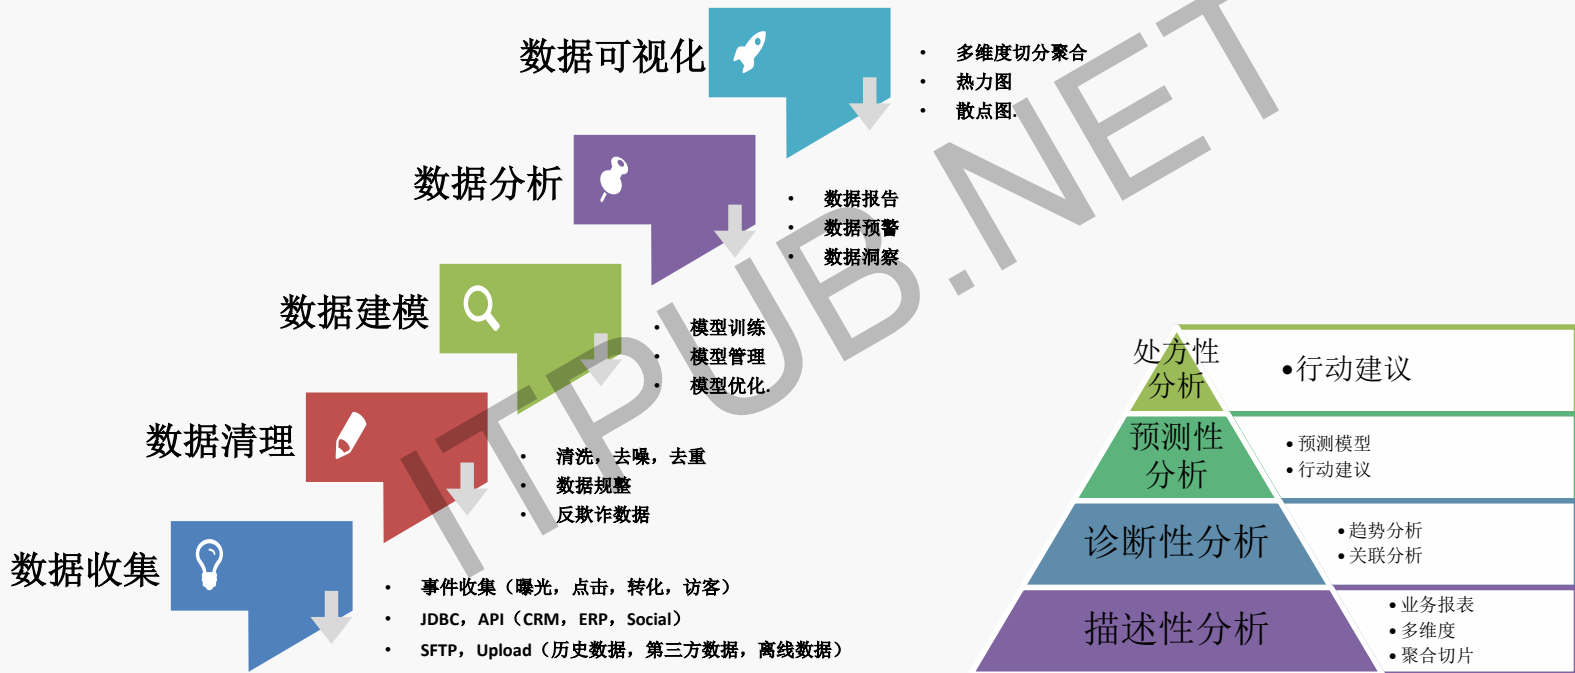 数据可视化
• 多维度切分聚合
• 热力图
• 散点图.
数据分析
• 数据报告
• 数据预警
• 数据洞察
数据建模
• 模型训练
• 模型管理
• 模型优化.
数据清理
• 清洗，去噪，去重
• 数据规整
• 反欺诈数据
数据收集
• 事件收集（曝光，点击，转化，访客）
• JDBC，API（CRM，ERP，Social）
• SFTP，Upload（历史数据，第三方数据，离线数据）
处方性
分析
•行动建议
预测性
分析
•预测模型
•行动建议
诊断性分析
•趋势分析
•关联分析
描述性分析
•业务报表
•多维度
•聚合切片
ITPUB.NET